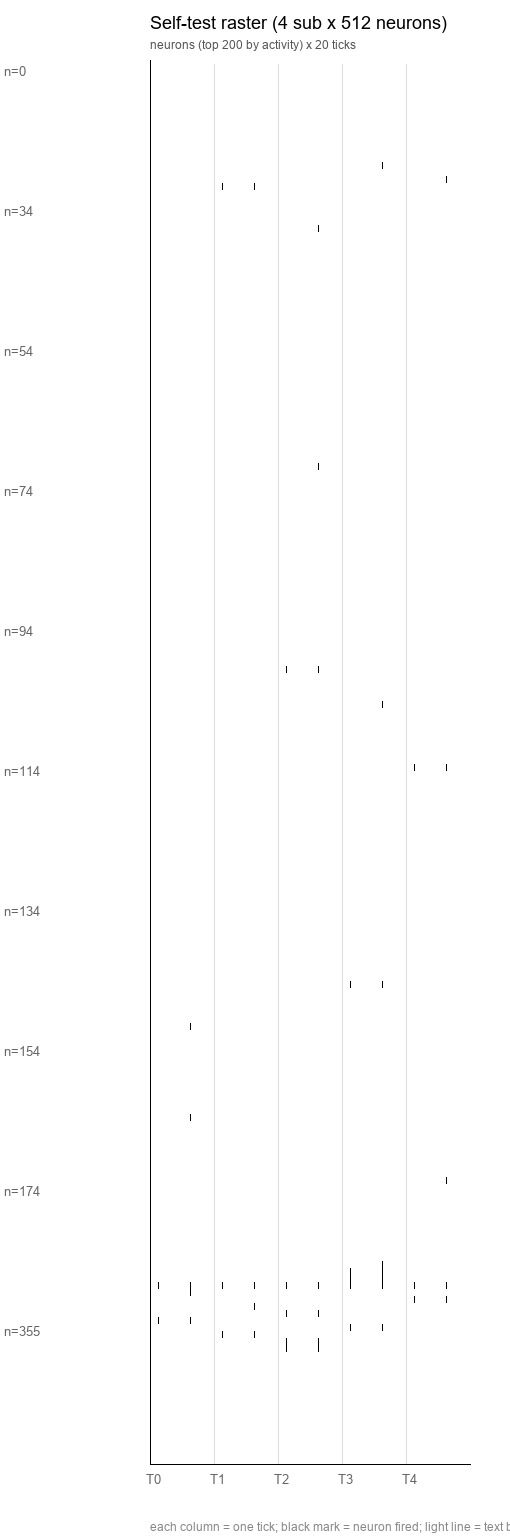 Self-test raster (4 sub x 512 neurons)
neurons (top 200 by activity) x 20 ticks
n=0
n=34
n=54
n=74
n=94
n=114
n=134
n=154
n=174
n=355
T0 T1 T2 T3 T4
each column = one tick; black mark = neuron fired; light line = text